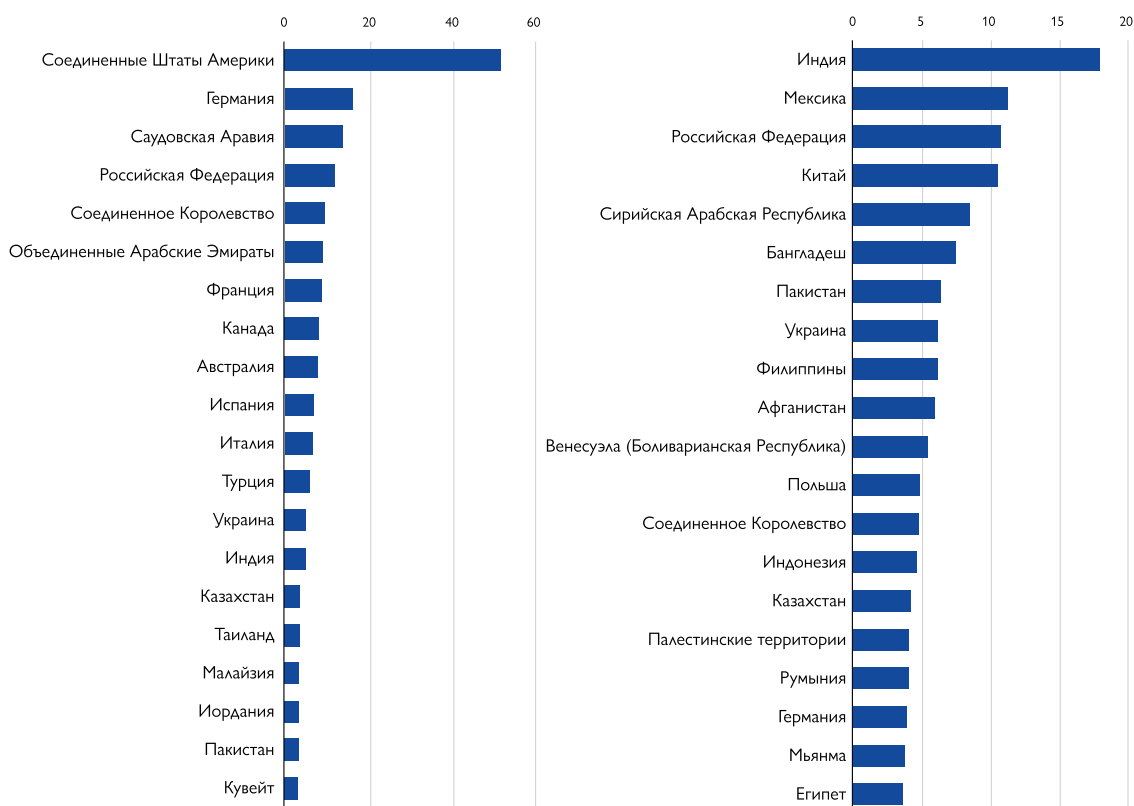 0 20 40 60
Соединенные Штаты Америки
Германия
Саудовская Аравия
Российская Федерация
Соединенное Королевство
Объединенные Арабские Эмираты
Франция
Канада
Австралия
Испания
Италия
Турция
Украина
Индия
Казахстан
Таиланд
Малайзия
Иордания
Пакистан
Кувейт
0 5 10 15 20
Индия
Мексика
Российская Федерация
Китай
Сирийская Арабская Республика
Бангладеш
Пакистан
Украина
Филиппины
Афганистан
Венесуэла (Боливарианская Республика)
Польша
Соединенное Королевство
Индонезия
Казахстан
Палестинские территории
Румыния
Германия
Мьянма
Египет